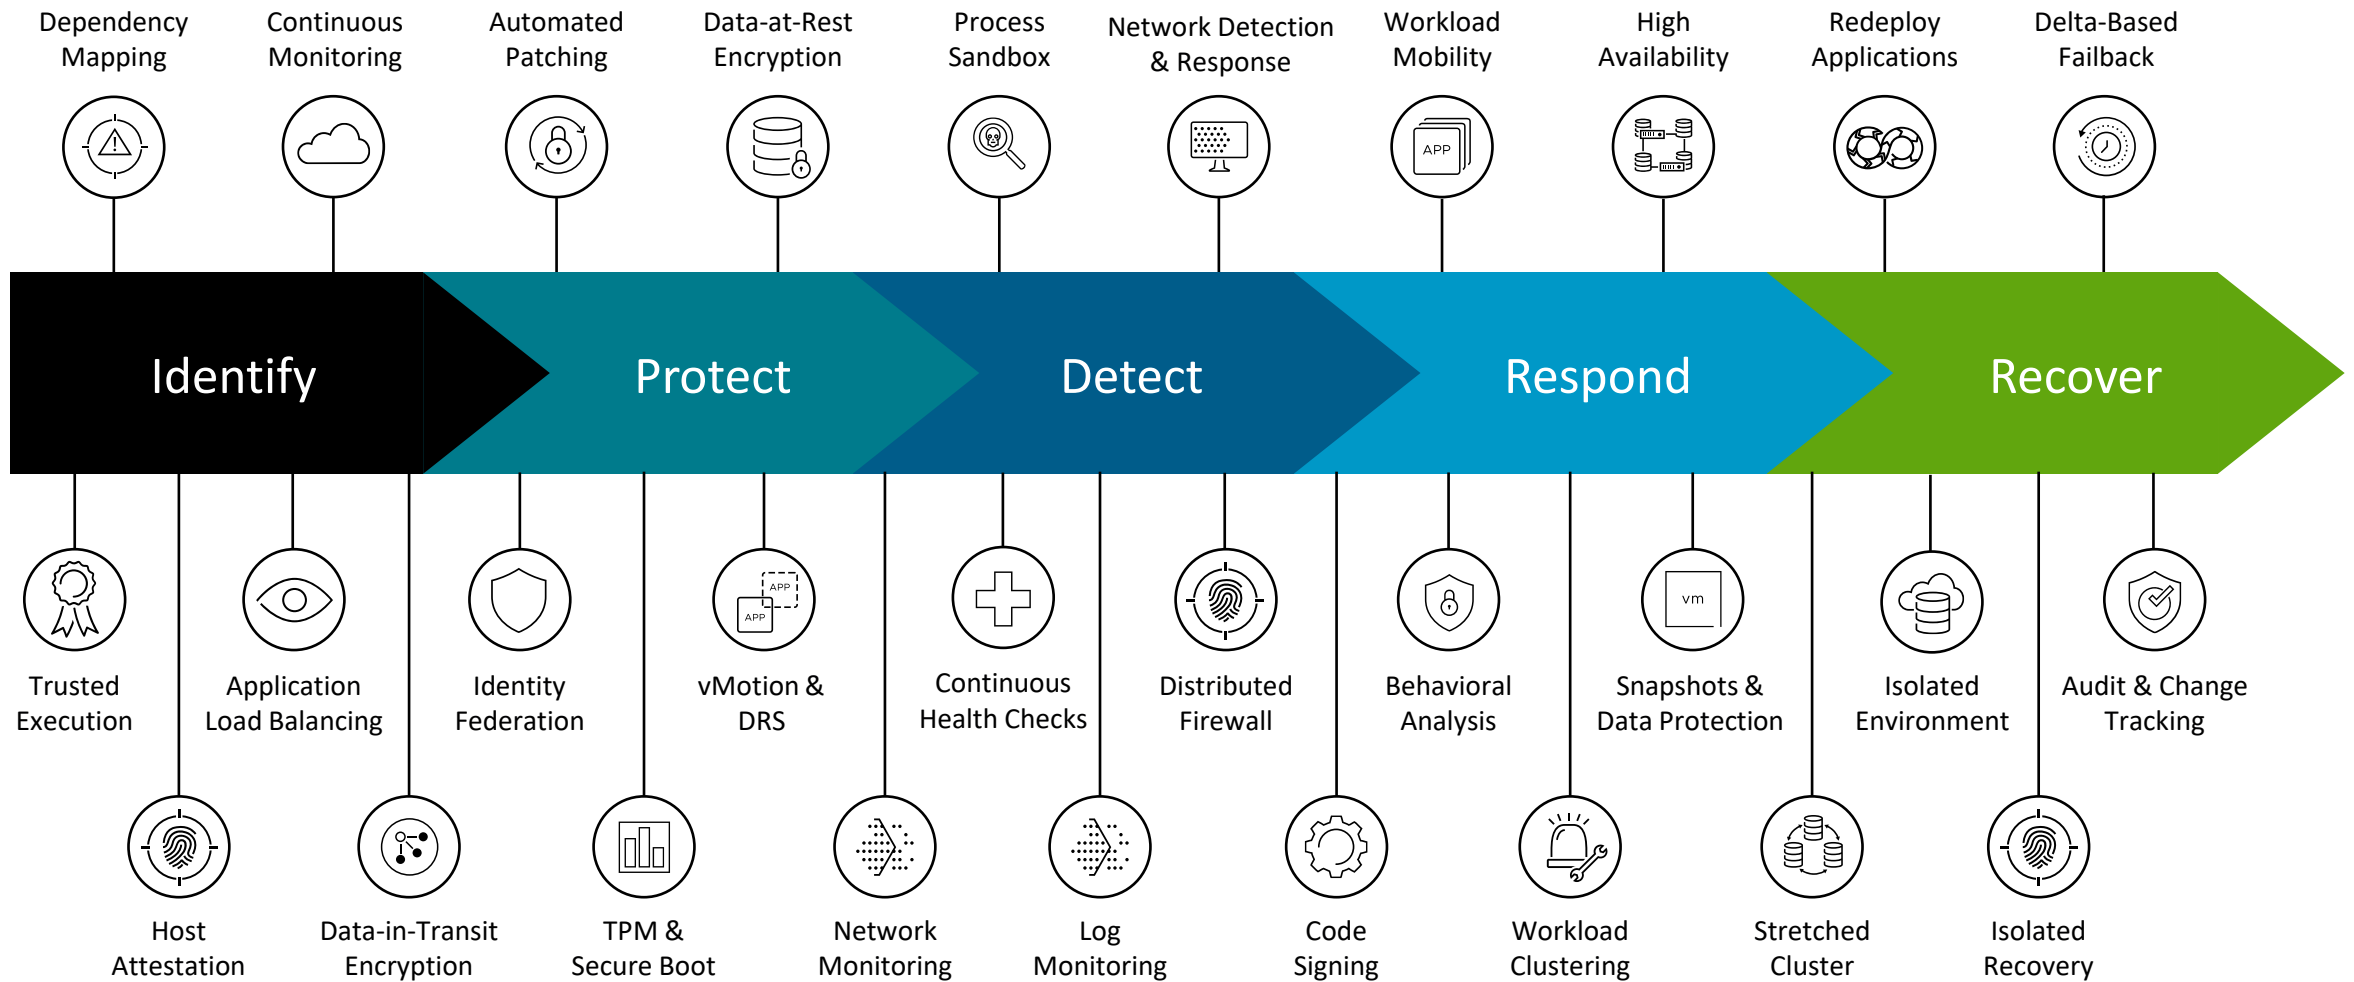 Dependency
Mapping
Continuous
Monitoring
Automated
Patching
Data-at-Rest
Encryption
Process
Sandbox
Network Detection
& Response
Workload
Mobility
High
Availability
Redeploy
Applications
Delta-Based
Failback
APP
Identify
Protect
Detect
Respond
Recover
APP
APP
vm
Trusted
Execution
Application
Load Balancing
Identity
Federation
vMotion &
DRS
Continuous
Health Checks
Distributed
Firewall
Behavioral
Analysis
Snapshots &
Data Protection
Isolated
Environment
Audit & Change
Tracking
Host
Attestation
Data-in-Transit
Encryption
TPM &
Secure Boot
Network
Monitoring
Log
Monitoring
Code
Signing
Workload
Clustering
Stretched
Cluster
Isolated
Recovery